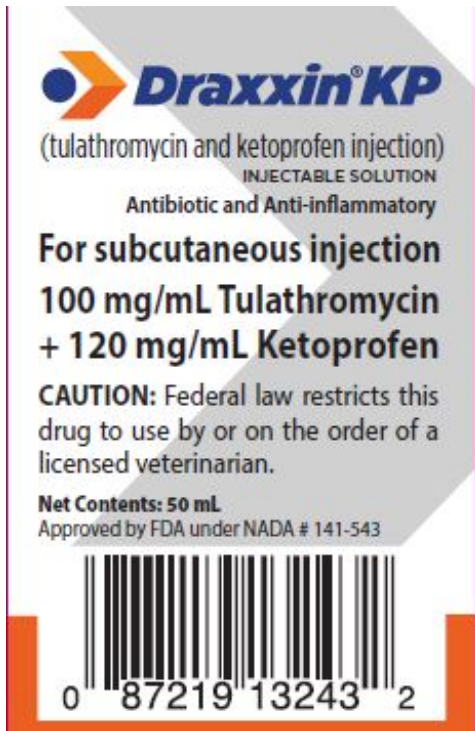 Draxxin® KP
(tulathromycin and ketoprofen injection)
INJECTABLE SOLUTION
Antibiotic and Anti-inflammatory
For subcutaneous injection
100 mg/mL Tulathromycin
+ 120 mg/mL Ketoprofen
CAUTION: Federal law restricts this
drug to use by or on the order of a
licensed veterinarian.
Net Contents: 50 mL
Approved by FDA under NADA # 141-543
0 87219 13243 2